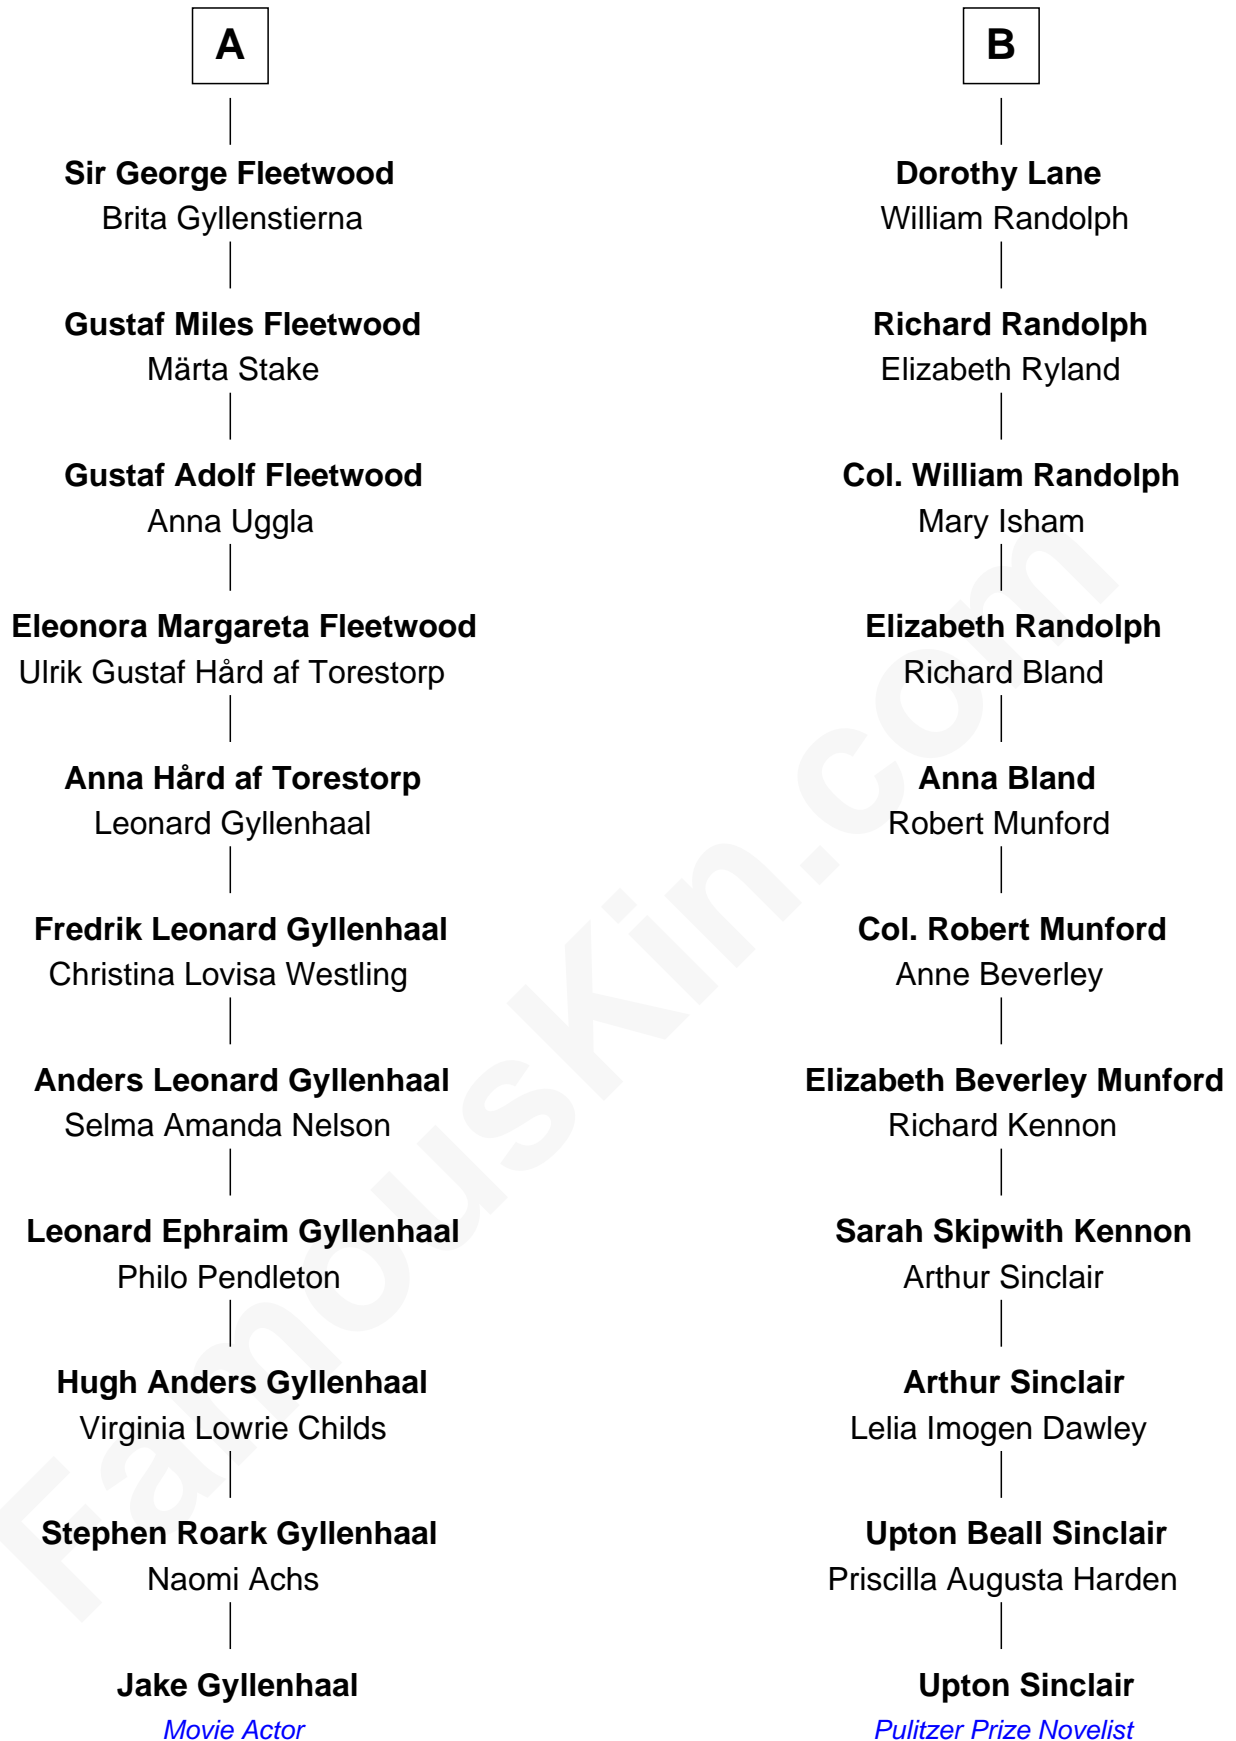 A
Sir George Fleetwood
Brita Gyllenstierna
Gustaf Miles Fleetwood
Märta Stake
Gustaf Adolf Fleetwood
Anna Uggla
Eleonora Margareta Fleetwood
Ulrik Gustaf Hård af Torestorp
Anna Hård af Torestorp
Leonard Gyllenhaal
Fredrik Leonard Gyllenhaal
Christina Lovisa Westling
Anders Leonard Gyllenhaal
Selma Amanda Nelson
Leonard Ephraim Gyllenhaal
Philo Pendleton
Hugh Anders Gyllenhaal
Virginia Lowrie Childs
Stephen Roark Gyllenhaal
Naomi Achs
Jake Gyllenhaal
Movie Actor
B
Dorothy Lane
William Randolph
Richard Randolph
Elizabeth Ryland
Col. William Randolph
Mary Isham
Elizabeth Randolph
Richard Bland
Anna Bland
Robert Munford
Col. Robert Munford
Anne Beverley
Elizabeth Beverley Munford
Richard Kennon
Sarah Skipwith Kennon
Arthur Sinclair
Arthur Sinclair
Lelia Imogen Dawley
Upton Beall Sinclair
Priscilla Augusta Harden
Upton Sinclair
Pulitzer Prize Novelist
FamousKin.com